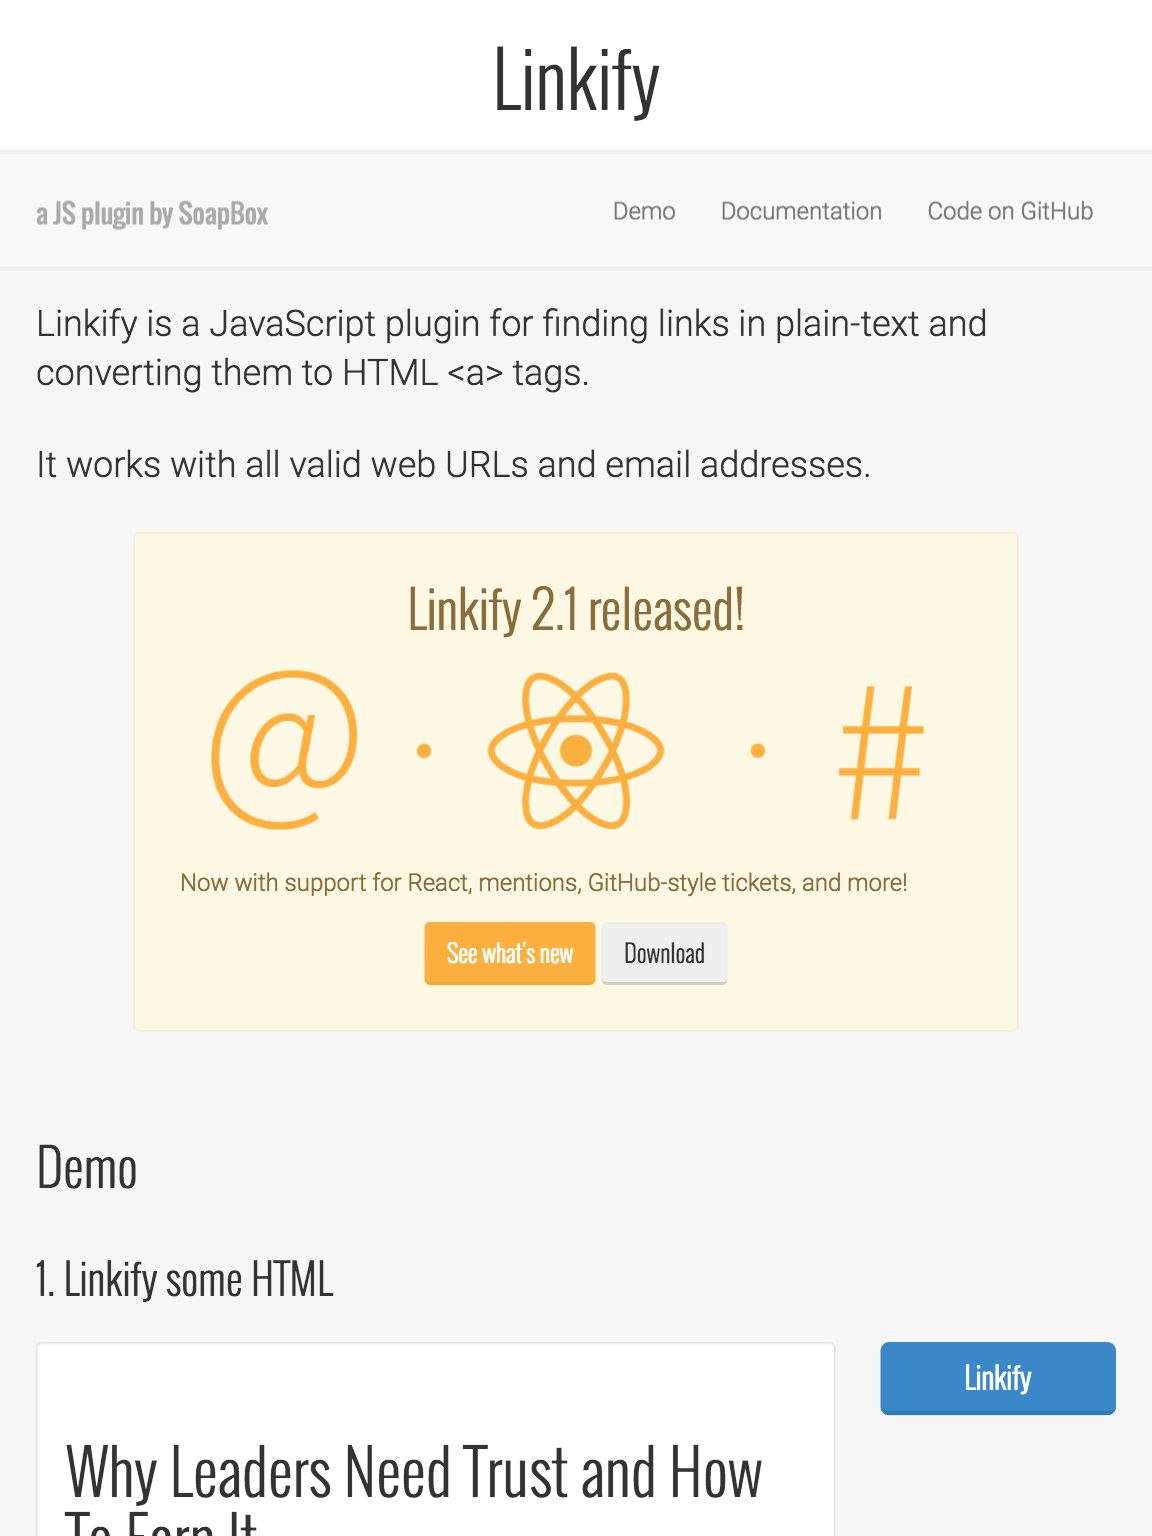 Linkify
a JS plugin by SoapBox
Demo Documentation Code on GitHub
Linkify is a JavaScript plugin for finding links in plain-text and
converting them to HTML <a> tags.
It works with all valid web URLs and email addresses.
Linkify 2.1 released!
@ · · #
Now with support for React, mentions, GitHub-style tickets, and more!
See what's new Download
Demo
1. Linkify some HTML
Linkify
Why Leaders Need Trust and How
To Earn It